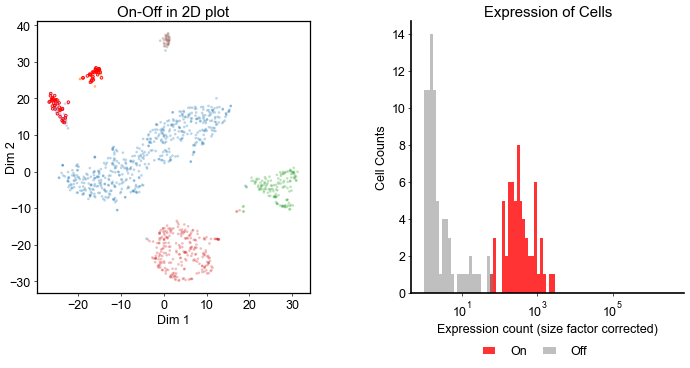 On-Off in 2D plot
Expression of Cells
40
30
20
10
0
−10
−20
−30
Dim 2
−20 −10 0 10 20 30
Dim 1
14
12
10
8
6
4
2
0
Cell Counts
10¹ 10³ 10⁵
Expression count (size factor corrected)
On Off